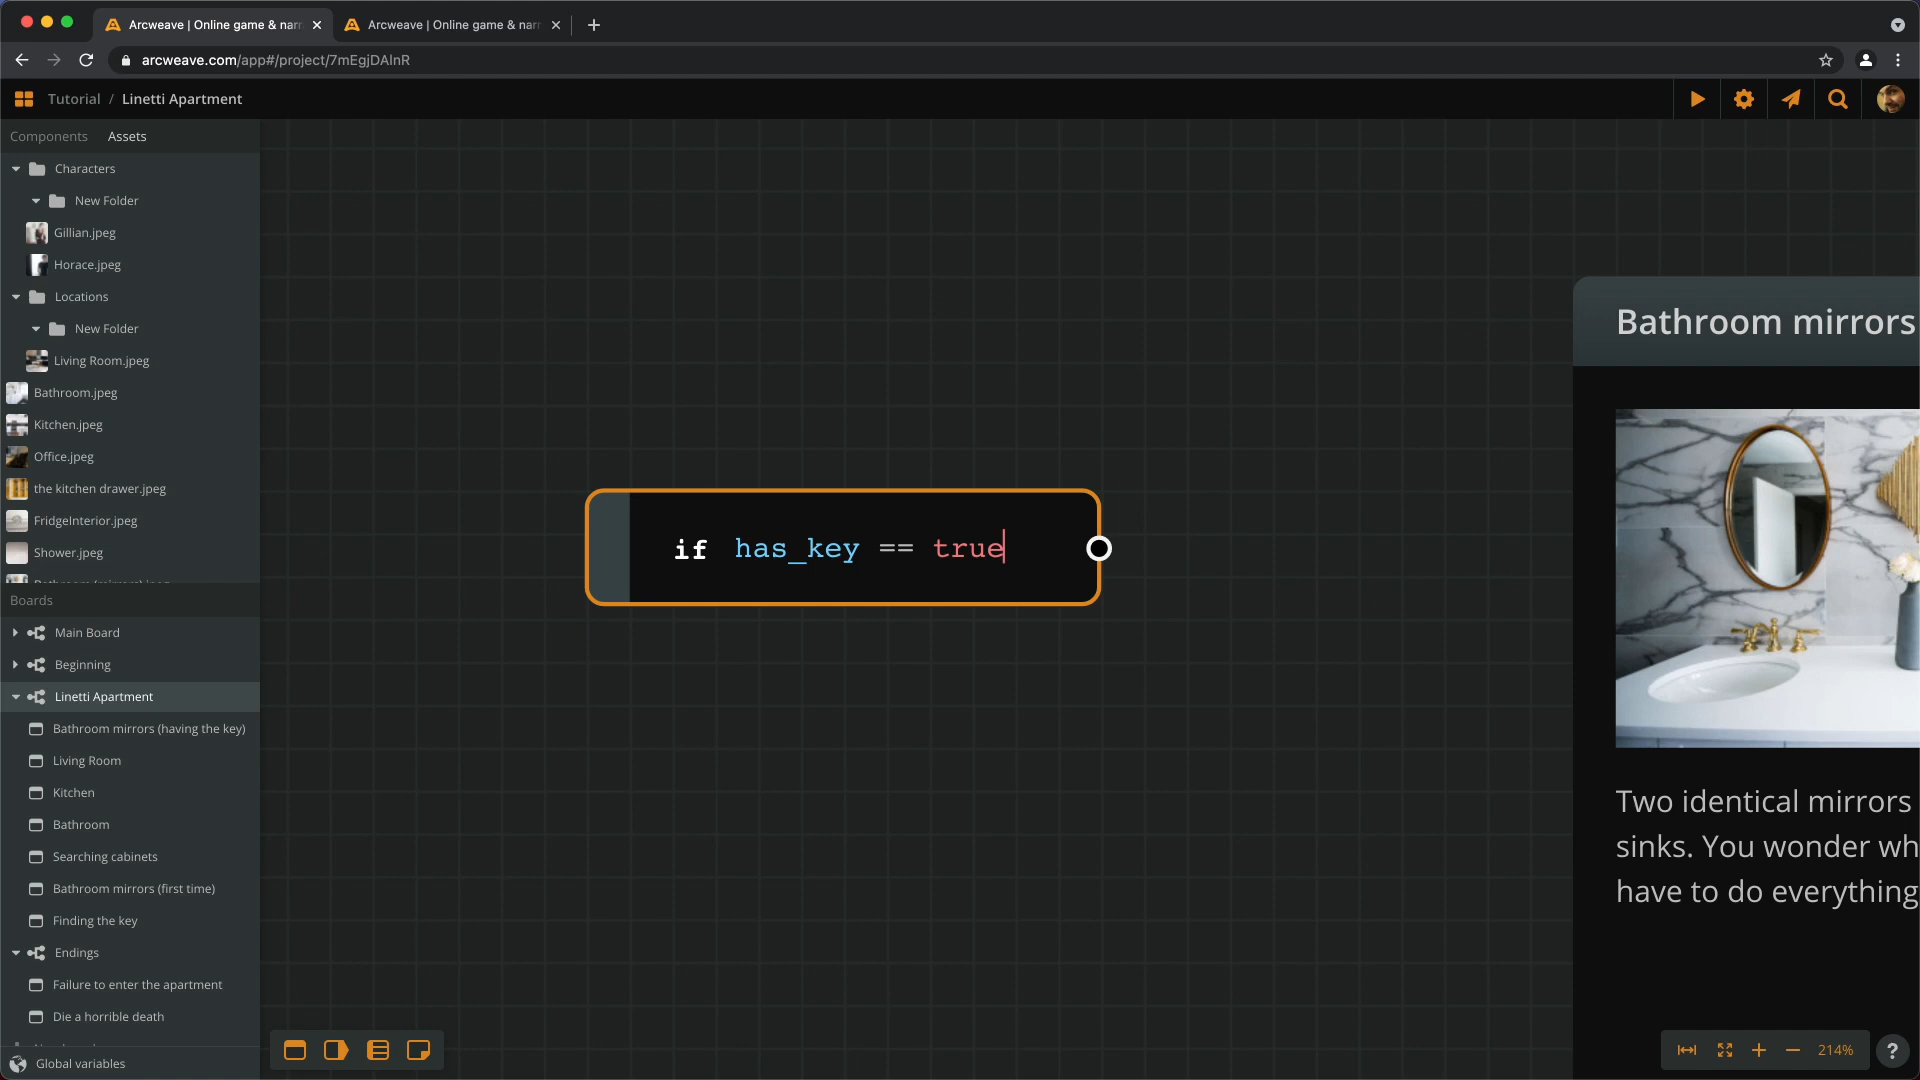 Arcweave | Online game & narr
Arcweave | Online game & narr
arcweave.com/app#/project/7mEgjDAlnR
Tutorial / Linetti Apartment
Components Assets
Characters
New Folder
Gillian.jpeg
Horace.jpeg
Locations
New Folder
Living Room.jpeg
Bathroom.jpeg
Kitchen.jpeg
Office.jpeg
the kitchen drawer.jpeg
FridgeInterior.jpeg
Shower.jpeg
Bathroom (mirrors).jpeg
Boards
Main Board
Beginning
Linetti Apartment
Bathroom mirrors (having the key)
Living Room
Kitchen
Bathroom
Searching cabinets
Bathroom mirrors (first time)
Finding the key
Endings
Failure to enter the apartment
Die a horrible death
Global variables
if has_key == true
Bathroom mirrors
Two identical mirrors
sinks. You wonder wh
have to do everything
214%
?